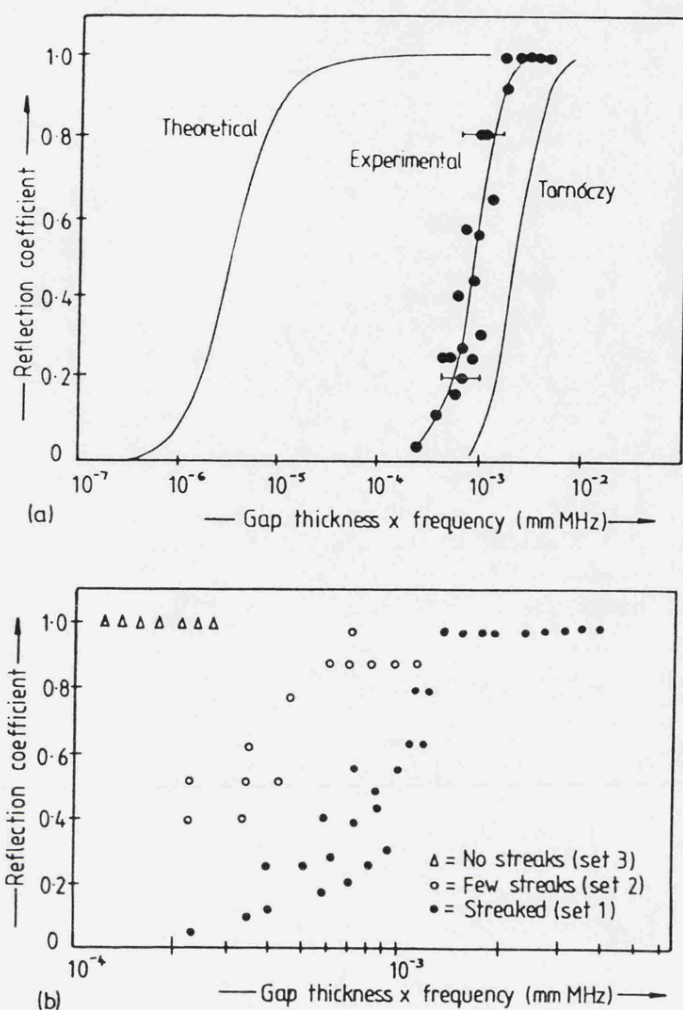 1·0
0·8
0·6
0·4
0·2
0
Reflection coefficient
Theoretical
Experimental
Tarnóczy
10⁻⁷
10⁻⁶
10⁻⁵
10⁻⁴
10⁻³
10⁻²
(a)
Gap thickness x frequency (mm MHz)
1·0
0·8
0·6
0·4
0·2
0
Reflection coefficient
Δ = No streaks (set 3)
o = Few streaks (set 2)
• = Streaked (set 1)
10⁻⁴
10⁻³
(b)
Gap thickness x frequency (mm MHz)